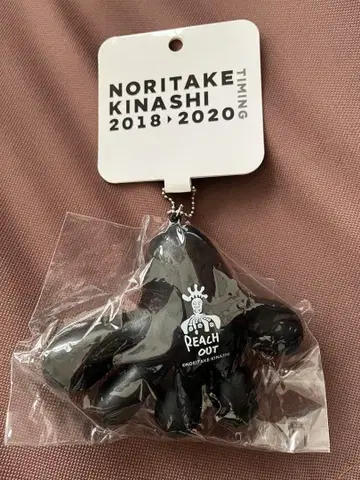 NORITAKE
KINASHI
2018▸2020
TIMING
REACH
OUT
©NORITAKE KINASHI